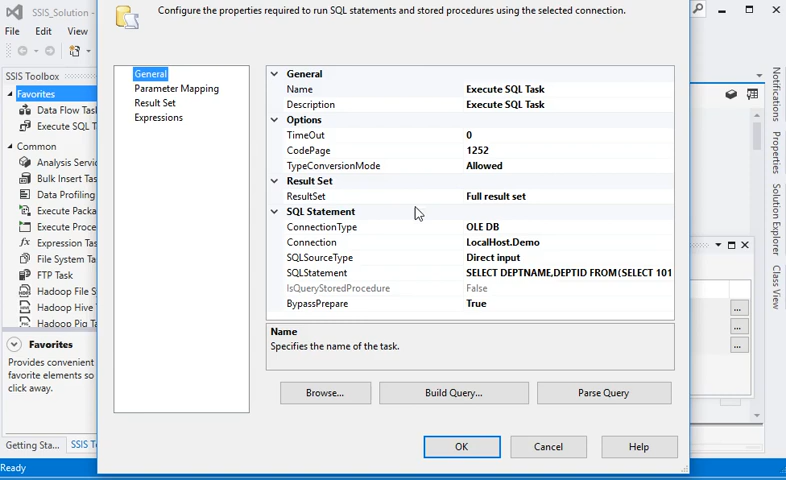 Configure the properties required to run SQL statements and stored procedures using the selected connection.
SSIS_Solution -
File Edit View
SSIS Toolbox
Favorites
Data Flow Tas
Execute SQL T
Common
Analysis Servic
Bulk Insert Tas
Data Profiling
Execute Packa
Execute Proce
Expression Tas
File System Ta
FTP Task
Hadoop File S
Hadoop Hive
Hadoop Pig Ta
Favorites
Provides convenient
favorite elements so
click away.
Getting Sta...
SSIS To
Ready
General
Parameter Mapping
Result Set
Expressions
General
Name Execute SQL Task
Description Execute SQL Task
Options
TimeOut 0
CodePage 1252
TypeConversionMode Allowed
Result Set
ResultSet Full result set
SQL Statement
ConnectionType OLE DB
Connection LocalHost.Demo
SQLSourceType Direct input
SQLStatement SELECT DEPTNAME,DEPTID FROM(SELECT 101
IsQueryStoredProcedure False
BypassPrepare True
Name
Specifies the name of the task.
Browse...
Build Query...
Parse Query
OK
Cancel
Help
...
...
...
Notifications
Properties
Solution Explorer
Class View